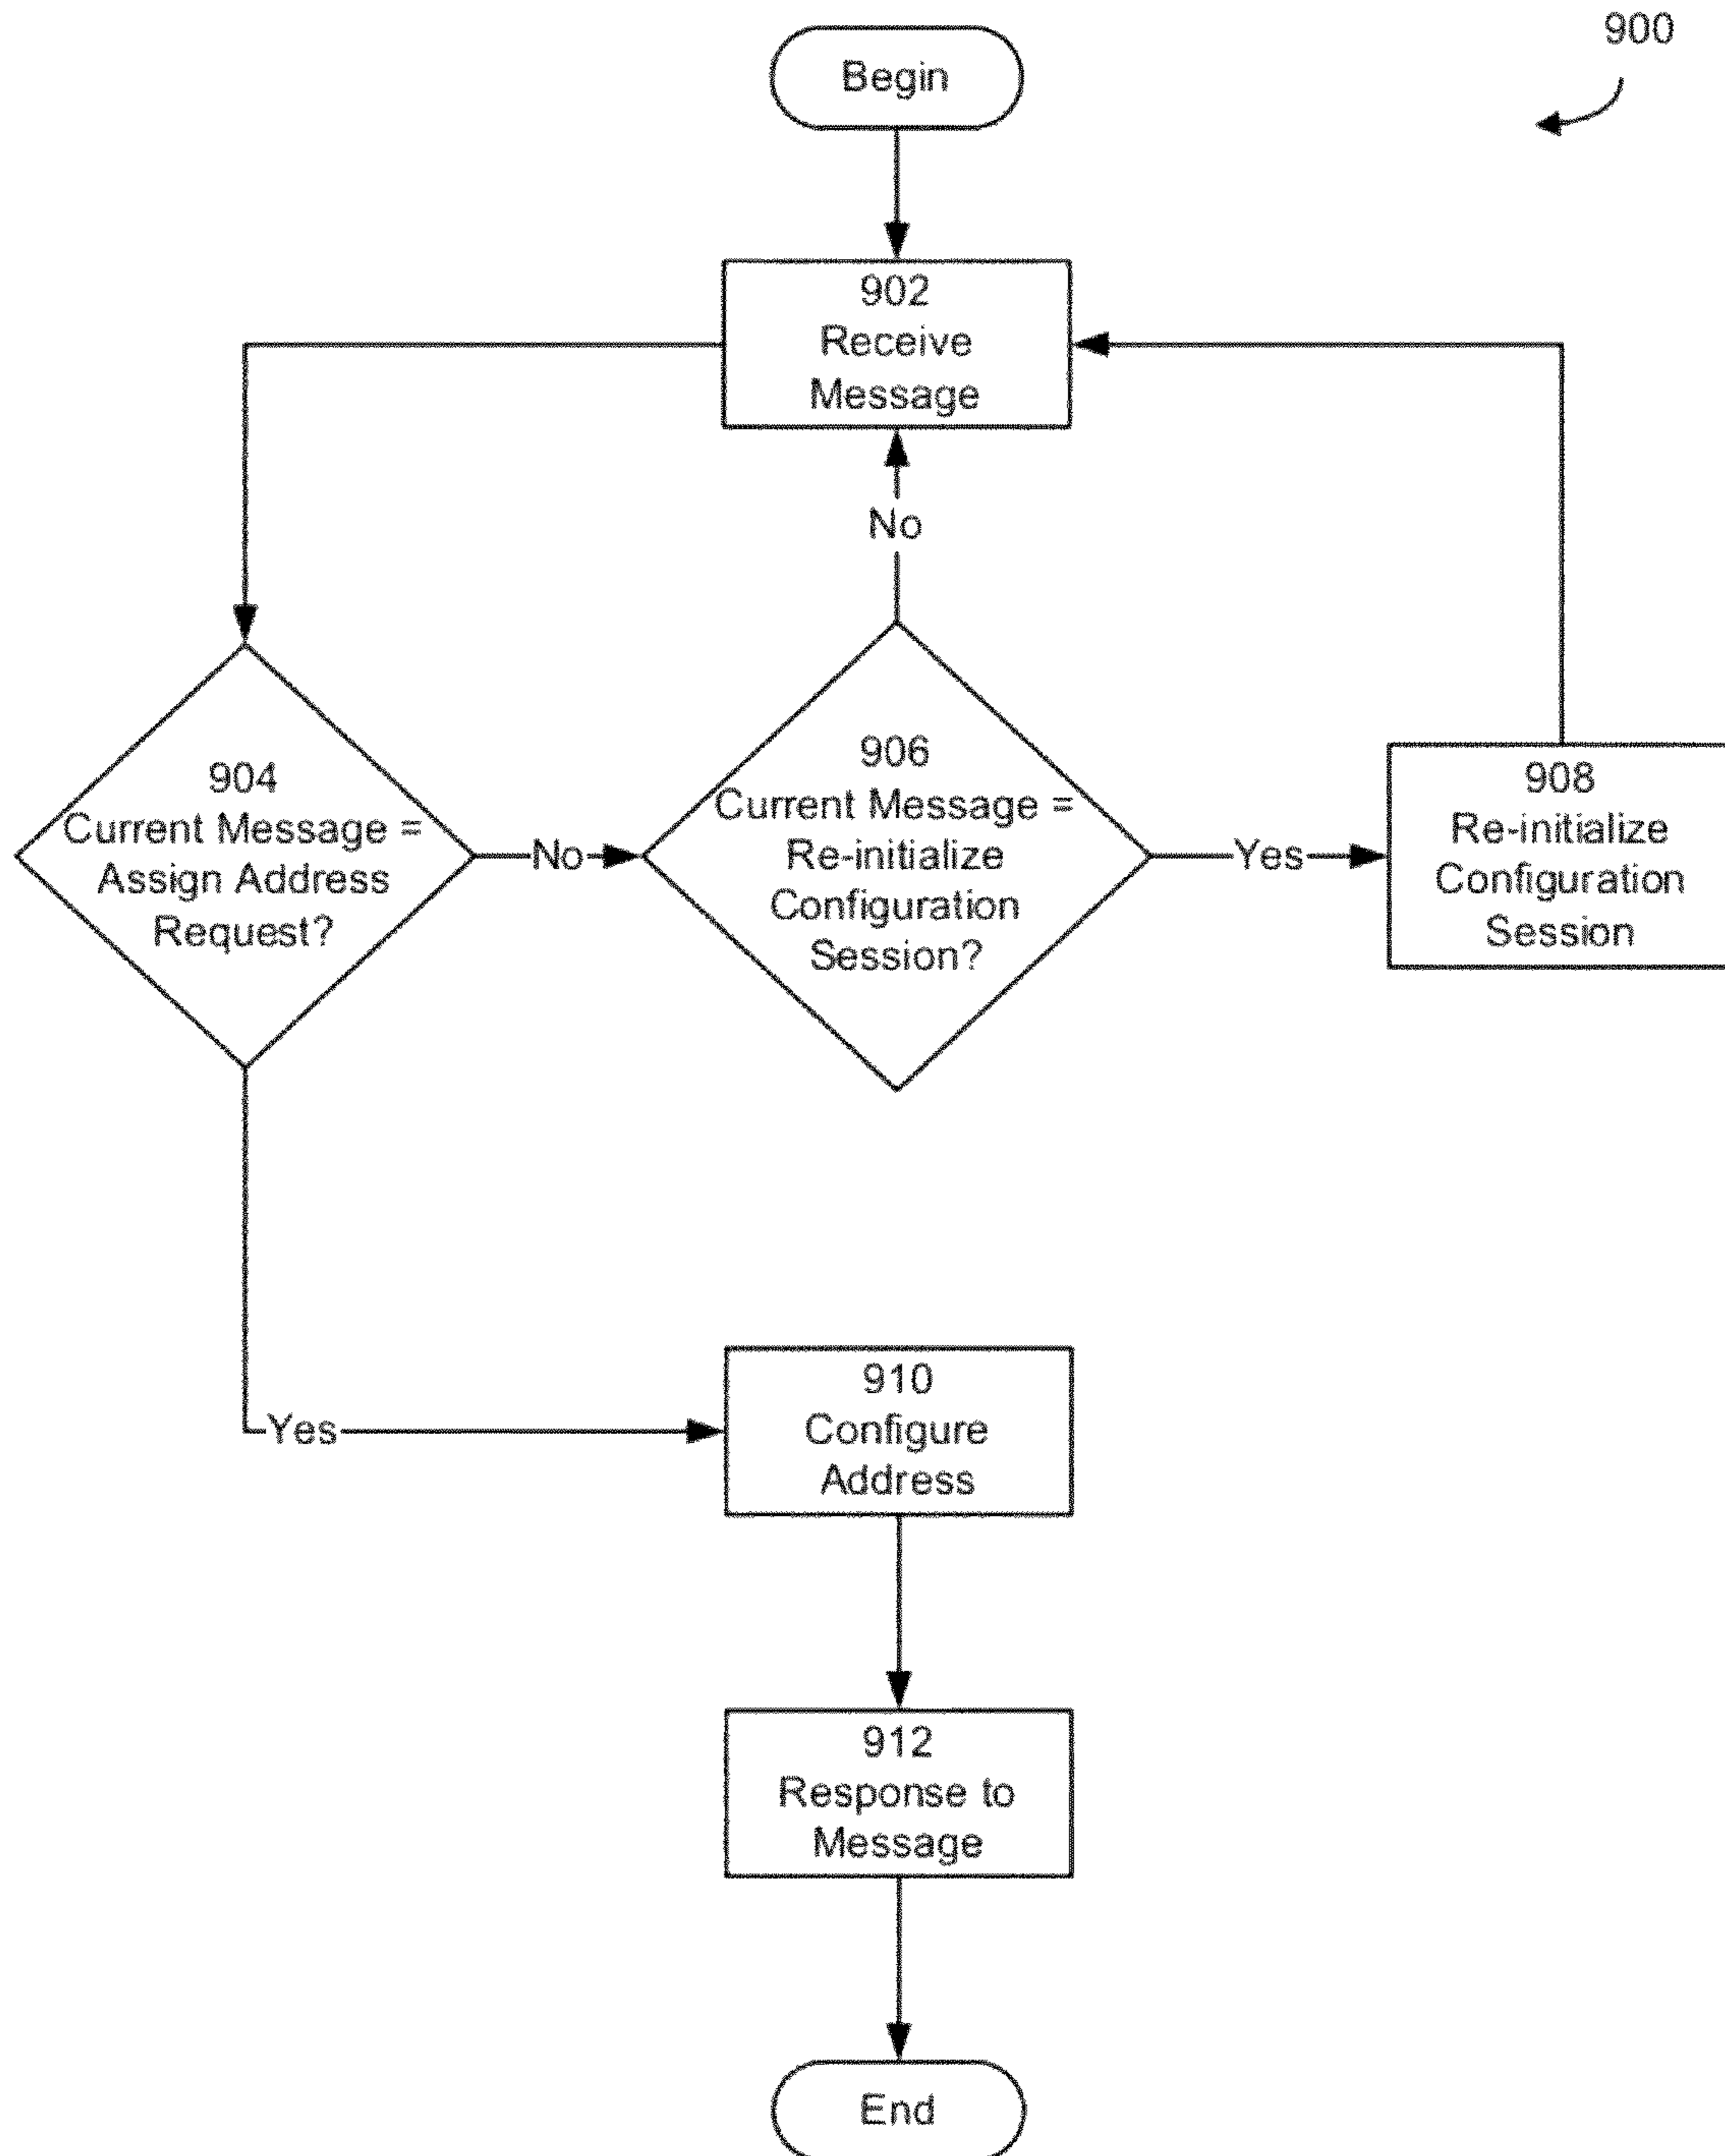 900
Begin
902
Receive
Message
No
904
Current Message =
Assign Address
Request?
No
906
Current Message =
Re-initialize
Configuration
Session?
Yes
908
Re-initialize
Configuration
Session
Yes
910
Configure
Address
912
Response to
Message
End